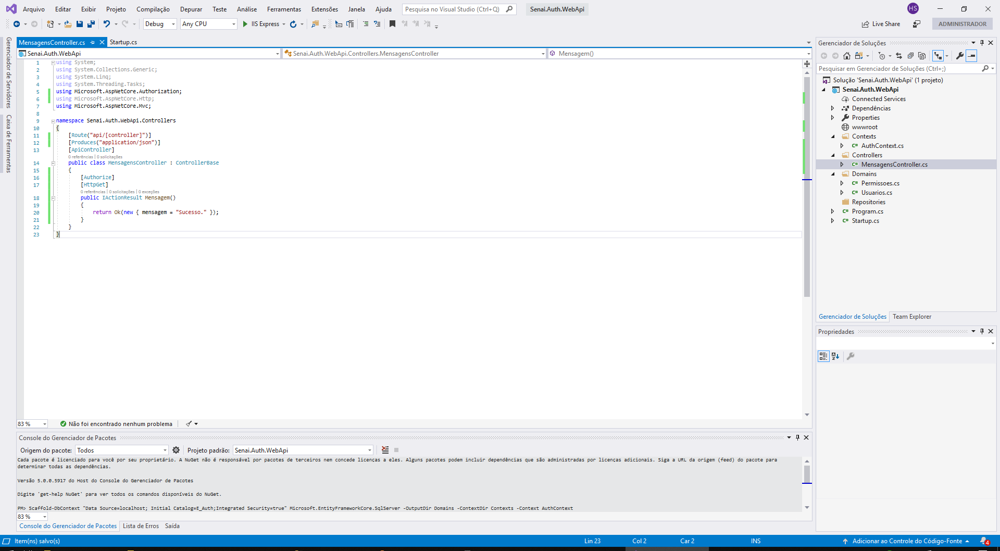 Arquivo Editar Exibir Projeto Compilação Depurar Teste Análise Ferramentas Extensões Janela Ajuda Pesquisa no Visual Studio (Ctrl+Q) Senai.Auth.WebApi HS
Debug Any CPU IIS Express Live Share ADMINISTRADOR
Gerenciador de Servidores
Caixa de Ferramentas
MensagensController.cs Startup.cs
Senai.Auth.WebApi Senai.Auth.WebApi.Controllers.MensagensController Mensagem()
1 using System;
2 using System.Collections.Generic;
3 using System.Linq;
4 using System.Threading.Tasks;
5 using Microsoft.AspNetCore.Authorization;
6 using Microsoft.AspNetCore.Http;
7 using Microsoft.AspNetCore.Mvc;
8
9 namespace Senai.Auth.WebApi.Controllers
10 {
11 [Route("api/[controller]")]
12 [Produces("application/json")]
13 [ApiController]
0 referências | 0 solicitações
14 public class MensagensController : ControllerBase
15 {
16 [Authorize]
17 [HttpGet]
0 referências | 0 solicitações | 0 exceções
18 public IActionResult Mensagem()
19 {
20 return Ok(new { mensagem = "Sucesso." });
21 }
22 }
23 }
83 % Não foi encontrado nenhum problema
Console do Gerenciador de Pacotes
Origem do pacote: Todos Projeto padrão: Senai.Auth.WebApi
Cada pacote é licenciado para você por seu proprietário. A NuGet não é responsável por pacotes de terceiros nem concede licenças a eles. Alguns pacotes podem incluir dependências que são administradas por licenças adicionais. Siga a URL da origem (feed) do pacote para
determinar todas as dependências.
Versão 5.0.0.5917 do Host do Console do Gerenciador de Pacotes
Digite 'get-help NuGet' para ver todos os comandos disponíveis do NuGet.
PM> Scaffold-DbContext "Data Source=localhost; Initial Catalog=E_Auth;Integrated Security=true" Microsoft.EntityFrameworkCore.SqlServer -OutputDir Domains -ContextDir Contexts -Context AuthContext
83 %
Console do Gerenciador de Pacotes Lista de Erros Saída
Gerenciador de Soluções
Pesquisar em Gerenciador de Soluções (Ctrl+;)
Solução 'Senai.Auth.WebApi' (1 projeto)
Senai.Auth.WebApi
Connected Services
Dependências
Properties
wwwroot
Contexts
C# AuthContext.cs
Controllers
C# MensagensController.cs
Domains
C# Permissoes.cs
C# Usuarios.cs
Repositories
C# Program.cs
C# Startup.cs
Gerenciador de Soluções Team Explorer
Propriedades
Item(ns) salvo(s) Lin 23 Col 2 Car 2 INS Adicionar ao Controle do Código-Fonte 4